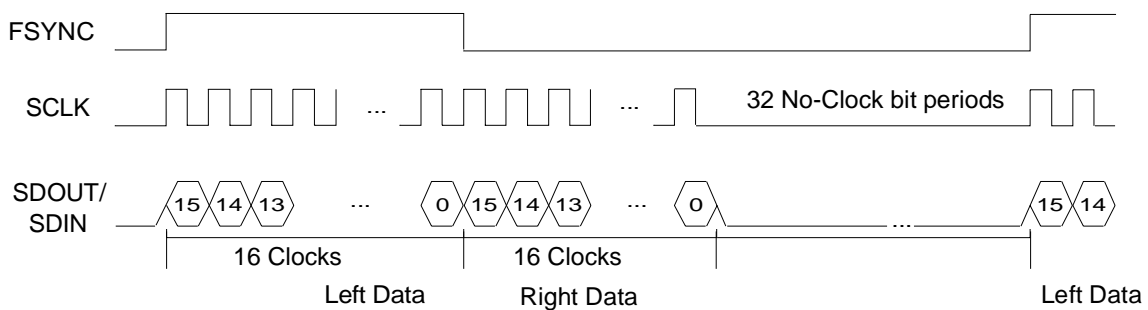 FSYNC
SCLK ... ... 32 No-Clock bit periods
SDOUT/
SDIN
15 14 13 ... 0 15 14 13 ... 0 ... 15 14
16 Clocks 16 Clocks
Left Data Right Data Left Data